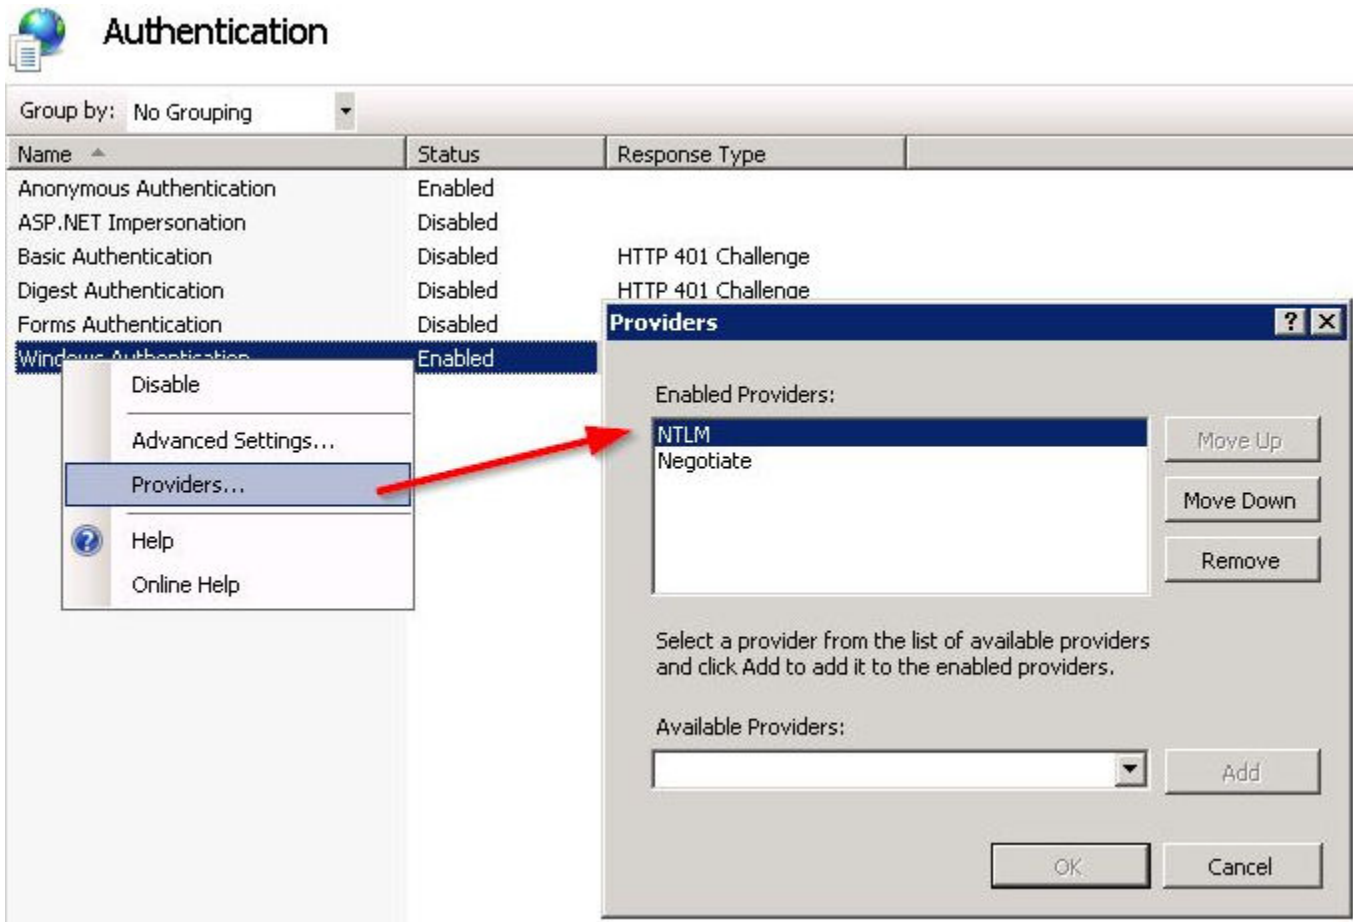 Authentication
Group by: No Grouping
Name Status Response Type
Anonymous Authentication Enabled
ASP.NET Impersonation Disabled
Basic Authentication Disabled HTTP 401 Challenge
Digest Authentication Disabled HTTP 401 Challenge
Forms Authentication Disabled
Windows Authentication Enabled
Disable
Advanced Settings...
Providers...
Help
Online Help
Providers
Enabled Providers:
NTLM
Negotiate
Move Up
Move Down
Remove
Select a provider from the list of available providers
and click Add to add it to the enabled providers.
Available Providers:
Add
OK Cancel